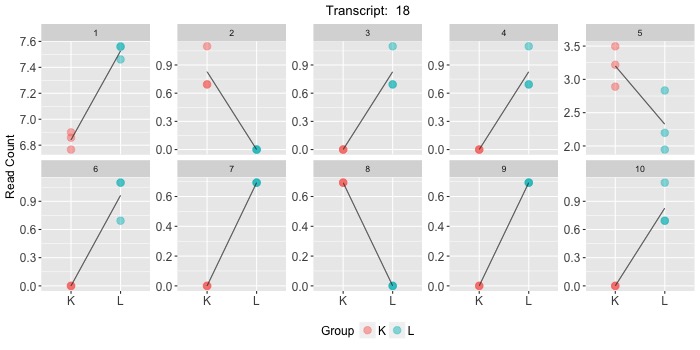 Transcript: 18
1 2 3 4 5
7.6 7.4 7.2 7.0 6.8
0.9 0.6 0.3 0.0
0.9 0.6 0.3 0.0
0.9 0.6 0.3 0.0
3.5 3.0 2.5 2.0
Read Count
6 7 8 9 10
0.9 0.6 0.3 0.0
0.6 0.4 0.2 0.0
0.6 0.4 0.2 0.0
0.6 0.4 0.2 0.0
0.9 0.6 0.3 0.0
K L K L K L K L K L
Group K L